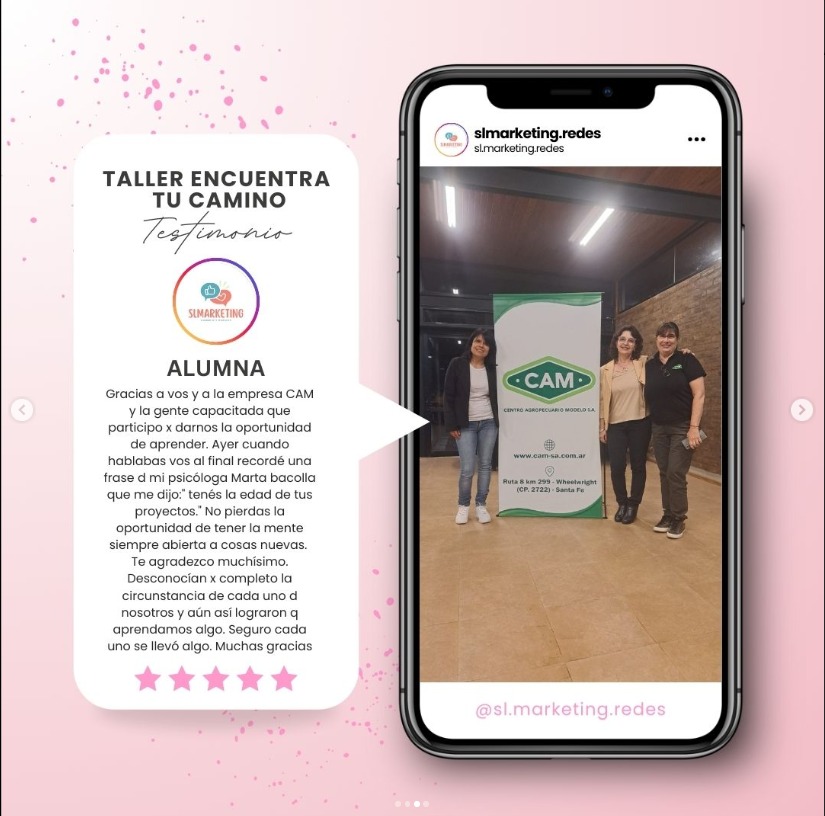 TALLER ENCUENTRA
TU CAMINO
Testimonio
SLMARKETING
ALUMNA
Gracias a vos y a la empresa CAM
y la gente capacitada que
participo x darnos la oportunidad
de aprender. Ayer cuando
hablabas vos al final recordé una
frase d mi psicóloga Marta bacolla
que me dijo:" tenés la edad de tus
proyectos." No pierdas la
oportunidad de tener la mente
siempre abierta a cosas nuevas.
Te agradezco muchísimo.
Desconocían x completo la
circunstancia de cada uno d
nosotros y aún así lograron q
aprendamos algo. Seguro cada
uno se llevó algo. Muchas gracias
slmarketing.redes
sl.marketing.redes
CAM
CENTRO AGROPECUARIO MODELO S.A.
www.cam-sa.com.ar
Ruta 8 km 299 - Wheelwright
(CP. 2722) - Santa Fe
@sl.marketing.redes